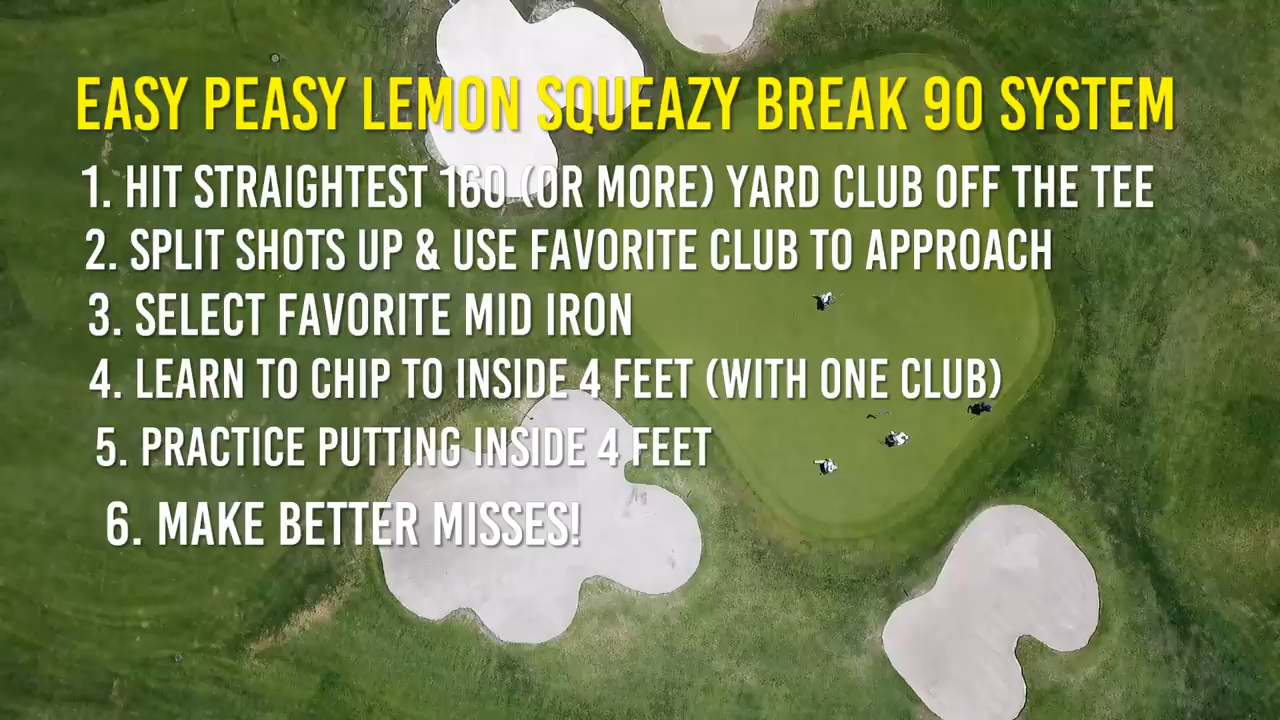 EASY PEASY LEMON SQUEAZY BREAK 90 SYSTEM
1. HIT STRAIGHTEST 160 (OR MORE) YARD CLUB OFF THE TEE
2. SPLIT SHOTS UP & USE FAVORITE CLUB TO APPROACH
3. SELECT FAVORITE MID IRON
4. LEARN TO CHIP TO INSIDE 4 FEET (WITH ONE CLUB)
5. PRACTICE PUTTING INSIDE 4 FEET
6. MAKE BETTER MISSES!